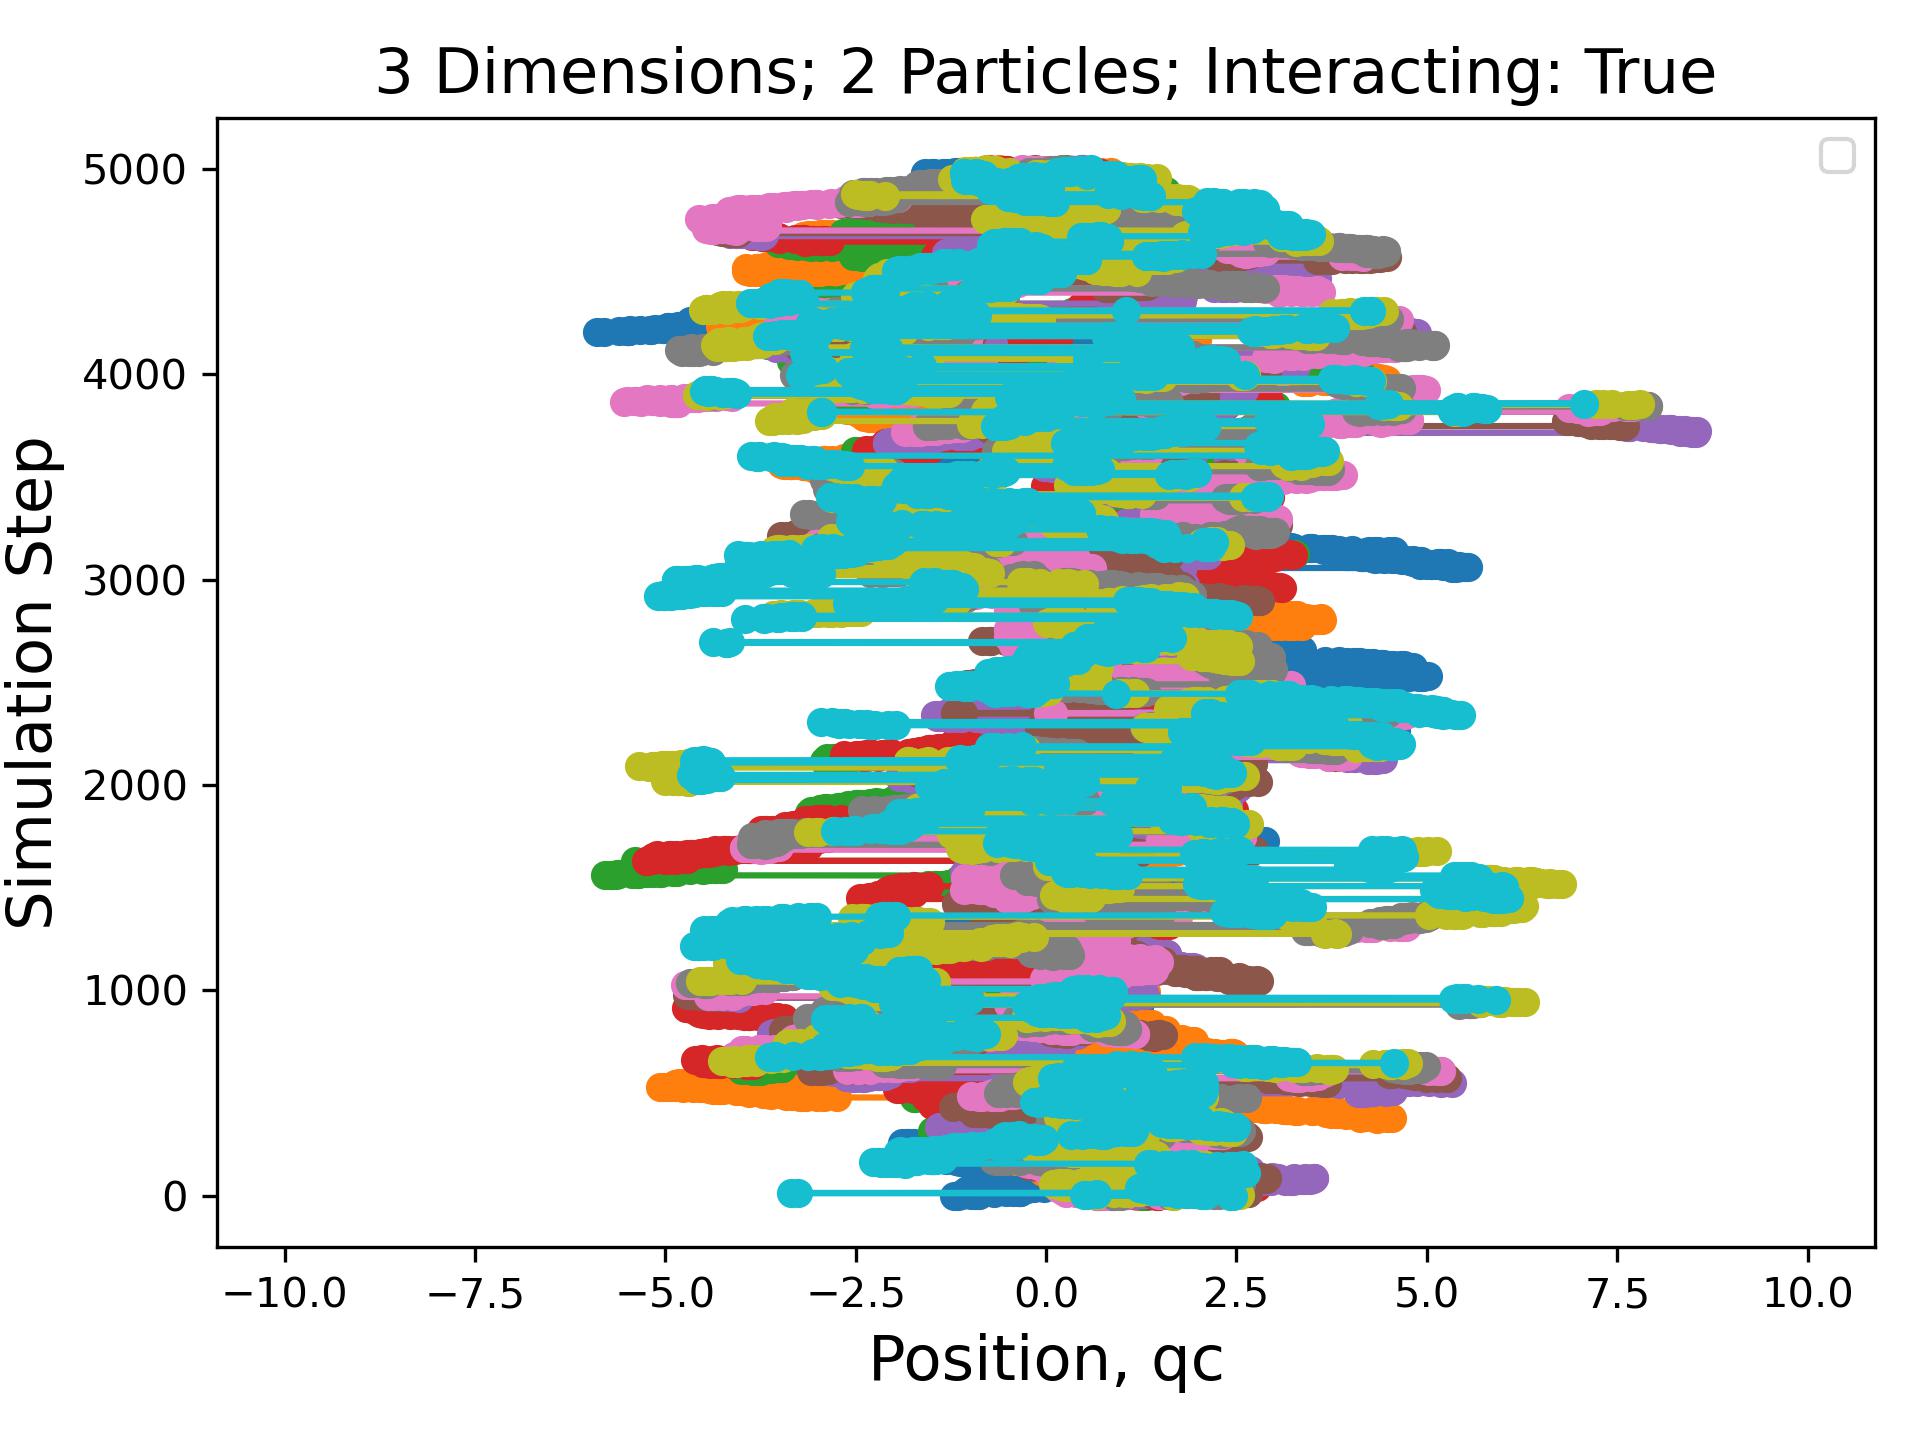 3 Dimensions; 2 Particles; Interacting: True
Simulation Step
5000
4000
3000
2000
1000
0
−10.0 −7.5 −5.0 −2.5 0.0 2.5 5.0 7.5 10.0
Position, qc